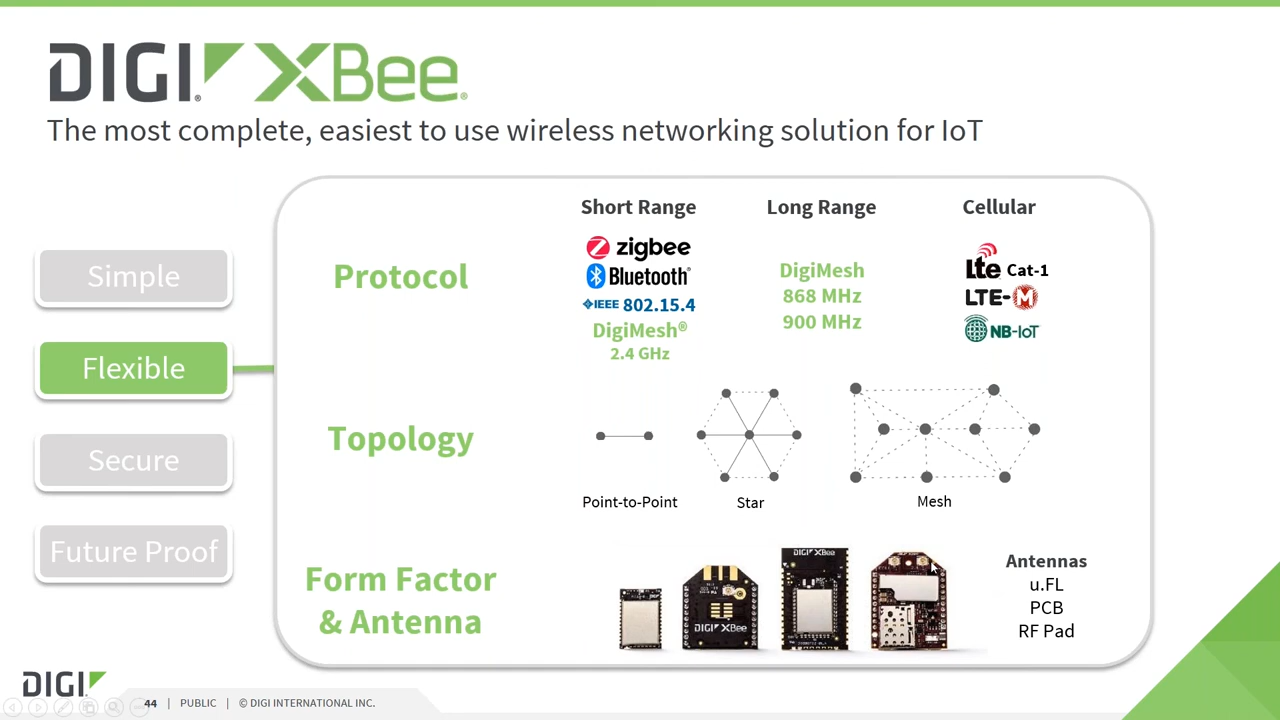 DIGI® XBee®
The most complete, easiest to use wireless networking solution for IoT
Simple
Flexible
Secure
Future Proof
Short Range
Long Range
Cellular
Protocol
zigbee
Bluetooth®
IEEE 802.15.4
DigiMesh®
2.4 GHz
DigiMesh
868 MHz
900 MHz
Lte Cat-1
LTE-M
NB-IoT
Topology
Point-to-Point
Star
Mesh
Form Factor
& Antenna
DIGI XBee
DIGI XBee
Antennas
u.FL
PCB
RF Pad
DIGI
44 | PUBLIC | © DIGI INTERNATIONAL INC.